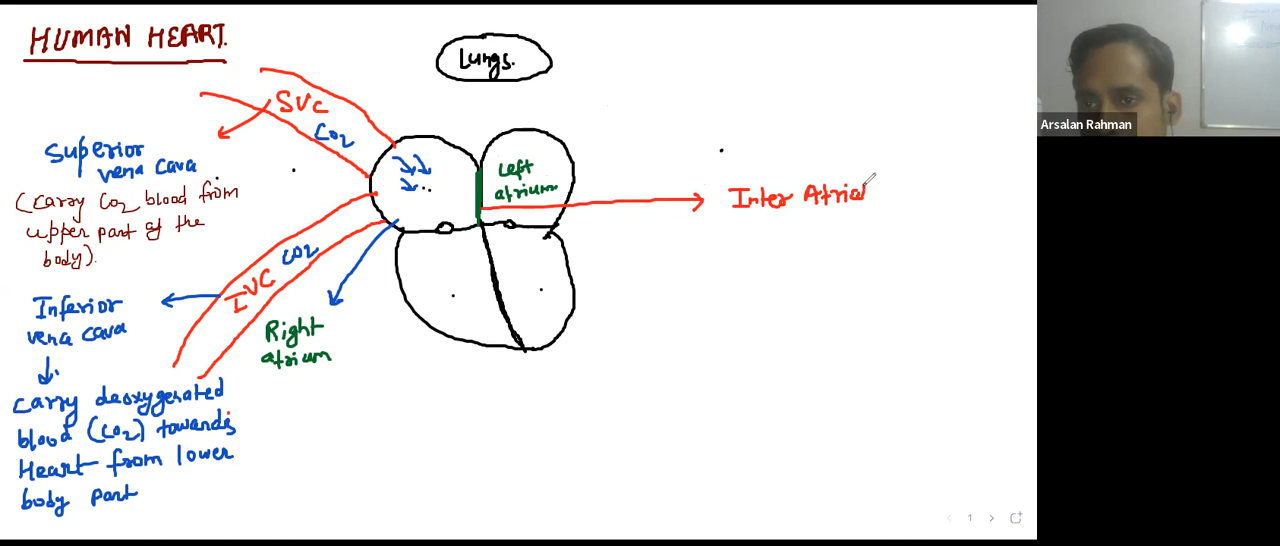 HUMAN HEART.
Lungs.
SVC
CO2
Superior
vena cava
(carry CO2 blood from
upper part of the
body).
Left
atrium
Inter Atrial
IVC CO2
Inferior
vena cava
Right
atrium
Carry deoxygerated
blood (CO2) towards
Heart from lower
body part
Arsalan Rahman
1